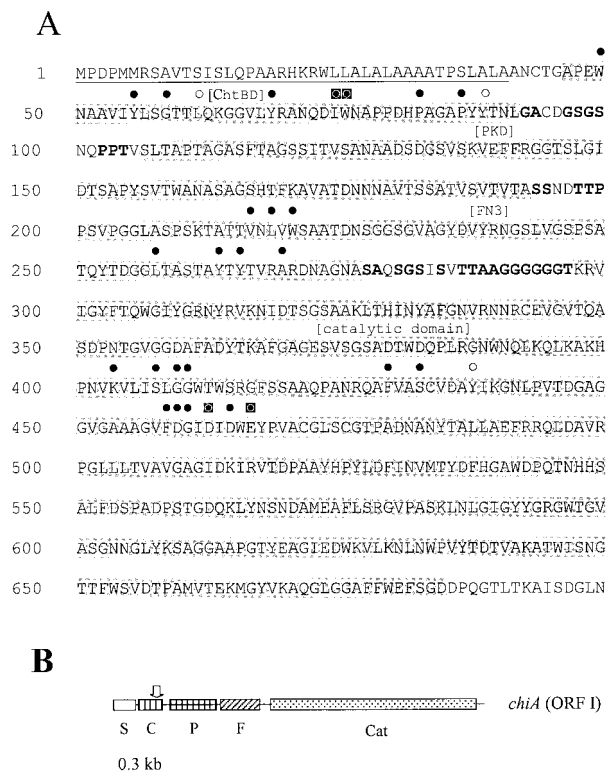 A
1 MPDPMMRSAVTSISLQPAARHKRWLLALALAAAATPSLALAANCTGAPEW
[ChtBD]
50 NAAVIYLSGTTLQKGGVLYRANQDIWNAPPDHPAGAPYYTNLGACDGSGS
[PKD]
100 NQPPTVSLTAPTAGASFTAGSSITVSANAADSDGSVSKVEFFRGGTSLGI
150 DTSAPYSVTWANASAGSHTFKAVATDNNNAVTSSATVSVTVTASSNDTTP
[FN3]
200 PSVPGGLASPSKTATTVNLVWSAATDNSGGSGVAGYDVYRNGSLVGSPSA
250 TQYTDGGLTASTAYTYTVRARDNAGNASAQSGSISVTTAAGGGGGGTKRV
300 IGYFTQWGIYGRNYRVKNIDTSGSAAKLTHINYAFGNVRNNRCEVGVTQA
[catalytic domain]
350 SDPNTGVGGDAFADYTKAFGAGESVSGSADTWDQPLRGNWNQLKQLKAKH
400 PNVKVLISLGGWTWSRGFSSAAQPANRQAFVASCVDAYIKGNLPVTDGAG
450 GVGAAAGVFDGIDIDWEYPVACGLSCGTPADNANYTALLAEFRRQLDAVR
500 PGLLLTVAVGAGIDKIRVTDPAAYHPYLDFINVMTYDFHGAWDPQTNHHS
550 ALFDSPADPSTGDQKLYNSNDAMEAFLSRGVPASKLNLGIGYYGRGWTGV
600 ASGNNGLYKSAGGAAPGTYEAGIEDWKVLKNLNWPVYTDTVAKATWISNG
650 TTFWSVDTPAMVTEKMGYVKAQGLGGAFFWEFSGDDPQGTLTKAISDGLN
B
chiA (ORF I)
S C P F Cat
0.3 kb